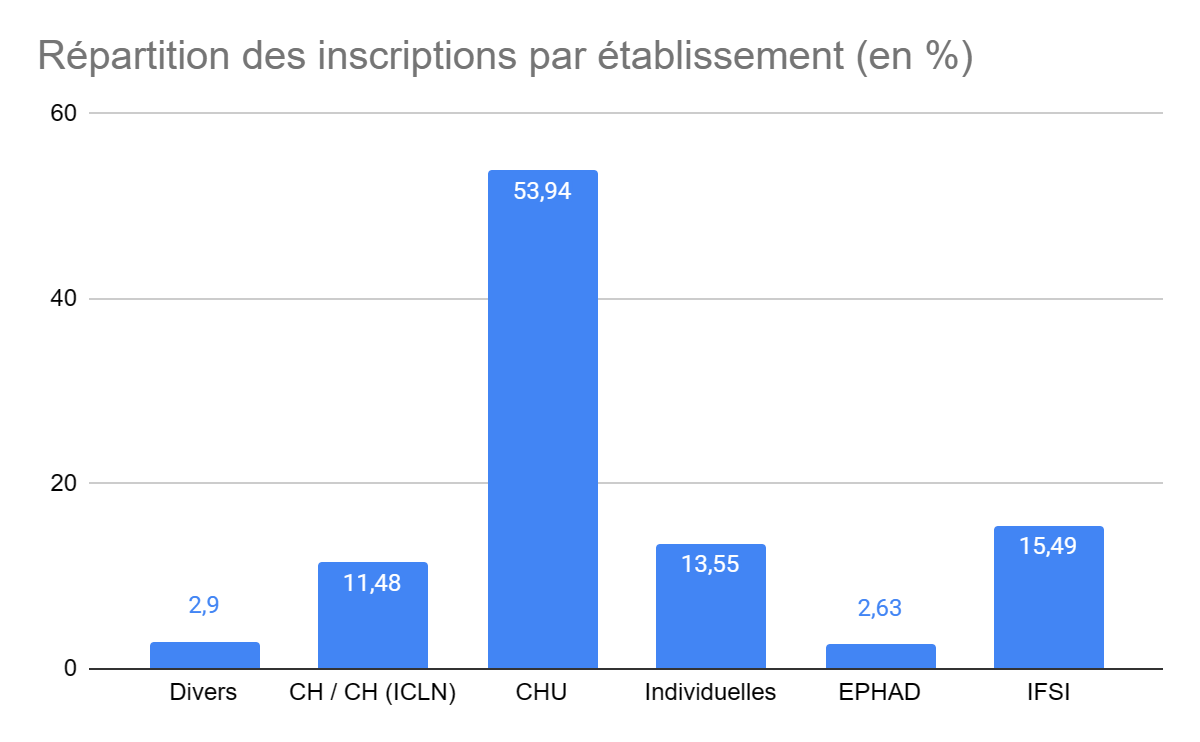 Répartition des inscriptions par établissement (en %)
60
40
20
0
2,9
11,48
53,94
13,55
2,63
15,49
Divers
CH / CH (ICLN)
CHU
Individuelles
EPHAD
IFSI